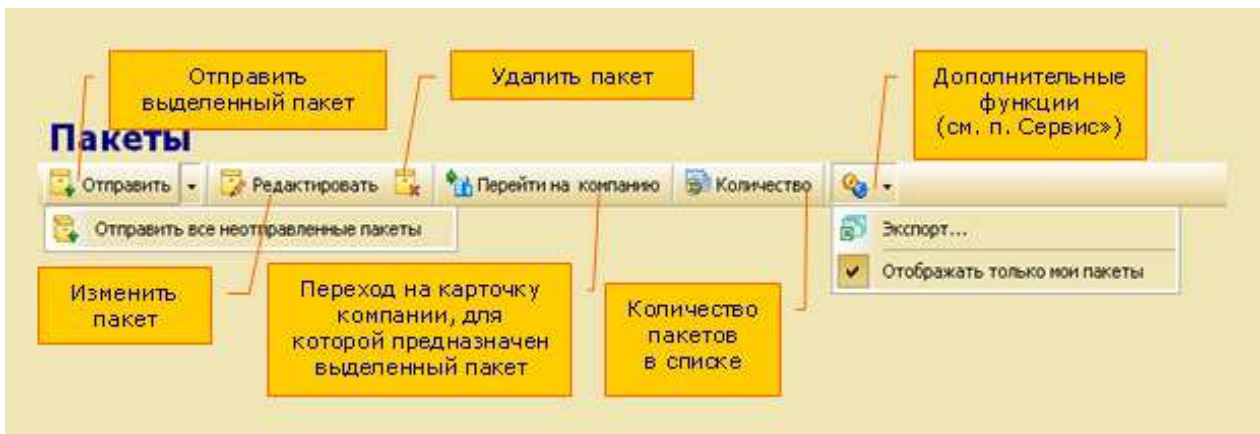 Отправить
выделенный пакет
Удалить пакет
Дополнительные
функции
(см. п. Сервис»)
Пакеты
Отправить Редактировать Перейти на компанию Количество
Отправить все неотправленные пакеты
Экспорт...
Отображать только мои пакеты
Изменить
пакет
Переход на карточку
компании, для
которой предназначен
выделенный пакет
Количество
пакетов
в списке